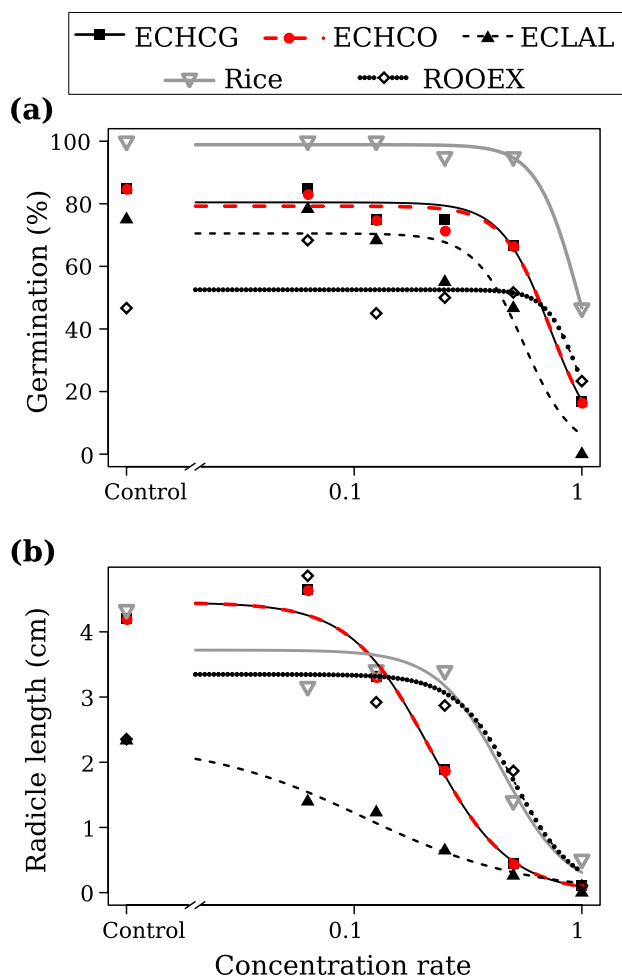 ECHCG ECHCO ECLAL
Rice ROOEX
(a)
Germination (%)
100
80
60
40
20
0
Control 0.1 1
(b)
Radicle length (cm)
4
3
2
1
0
Control 0.1 1
Concentration rate